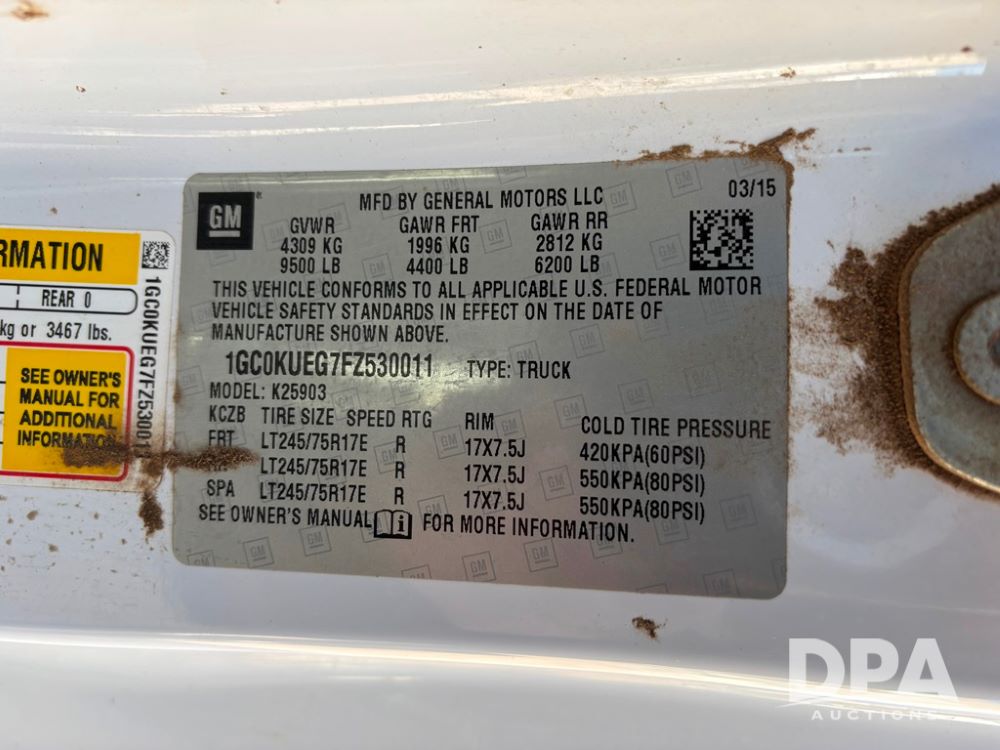 RMATION
REAR 0
kg or 3467 lbs.
SEE OWNER'S
MANUAL FOR
ADDITIONAL
INFORMATION
1GC0KUEG7FZ530011
GM
MFD BY GENERAL MOTORS LLC
03/15
GVWR GAWR FRT GAWR RR
4309 KG 1996 KG 2812 KG
9500 LB 4400 LB 6200 LB
THIS VEHICLE CONFORMS TO ALL APPLICABLE U.S. FEDERAL MOTOR
VEHICLE SAFETY STANDARDS IN EFFECT ON THE DATE OF
MANUFACTURE SHOWN ABOVE.
1GC0KUEG7FZ530011 TYPE: TRUCK
MODEL: K25903
KCZB TIRE SIZE SPEED RTG RIM COLD TIRE PRESSURE
FRT LT245/75R17E R 17X7.5J 420KPA(60PSI)
LT245/75R17E R 17X7.5J 550KPA(80PSI)
SPA LT245/75R17E R 17X7.5J 550KPA(80PSI)
SEE OWNER'S MANUAL FOR MORE INFORMATION.
DPA
AUCTIONS